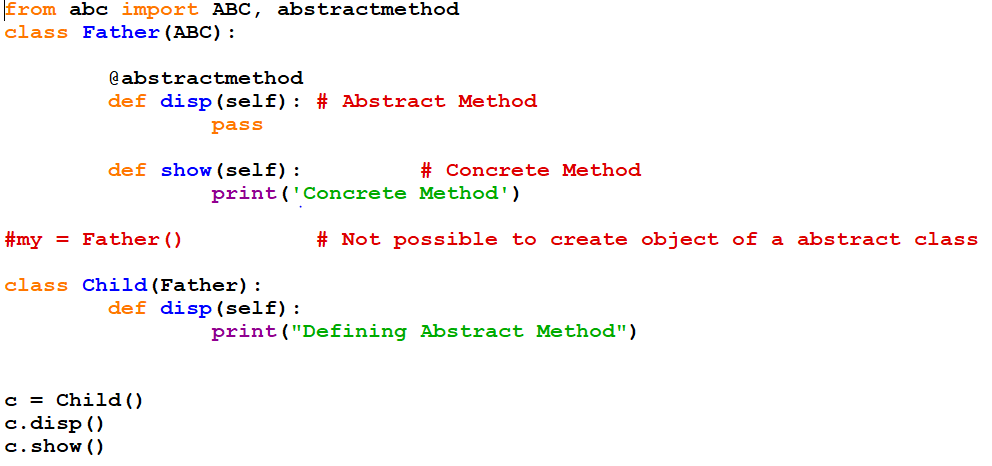 from abc import ABC, abstractmethod
class Father(ABC):
@abstractmethod
def disp(self): # Abstract Method
pass
def show(self): # Concrete Method
print('Concrete Method')
#my = Father() # Not possible to create object of a abstract class
class Child(Father):
def disp(self):
print("Defining Abstract Method")
c = Child()
c.disp()
c.show()